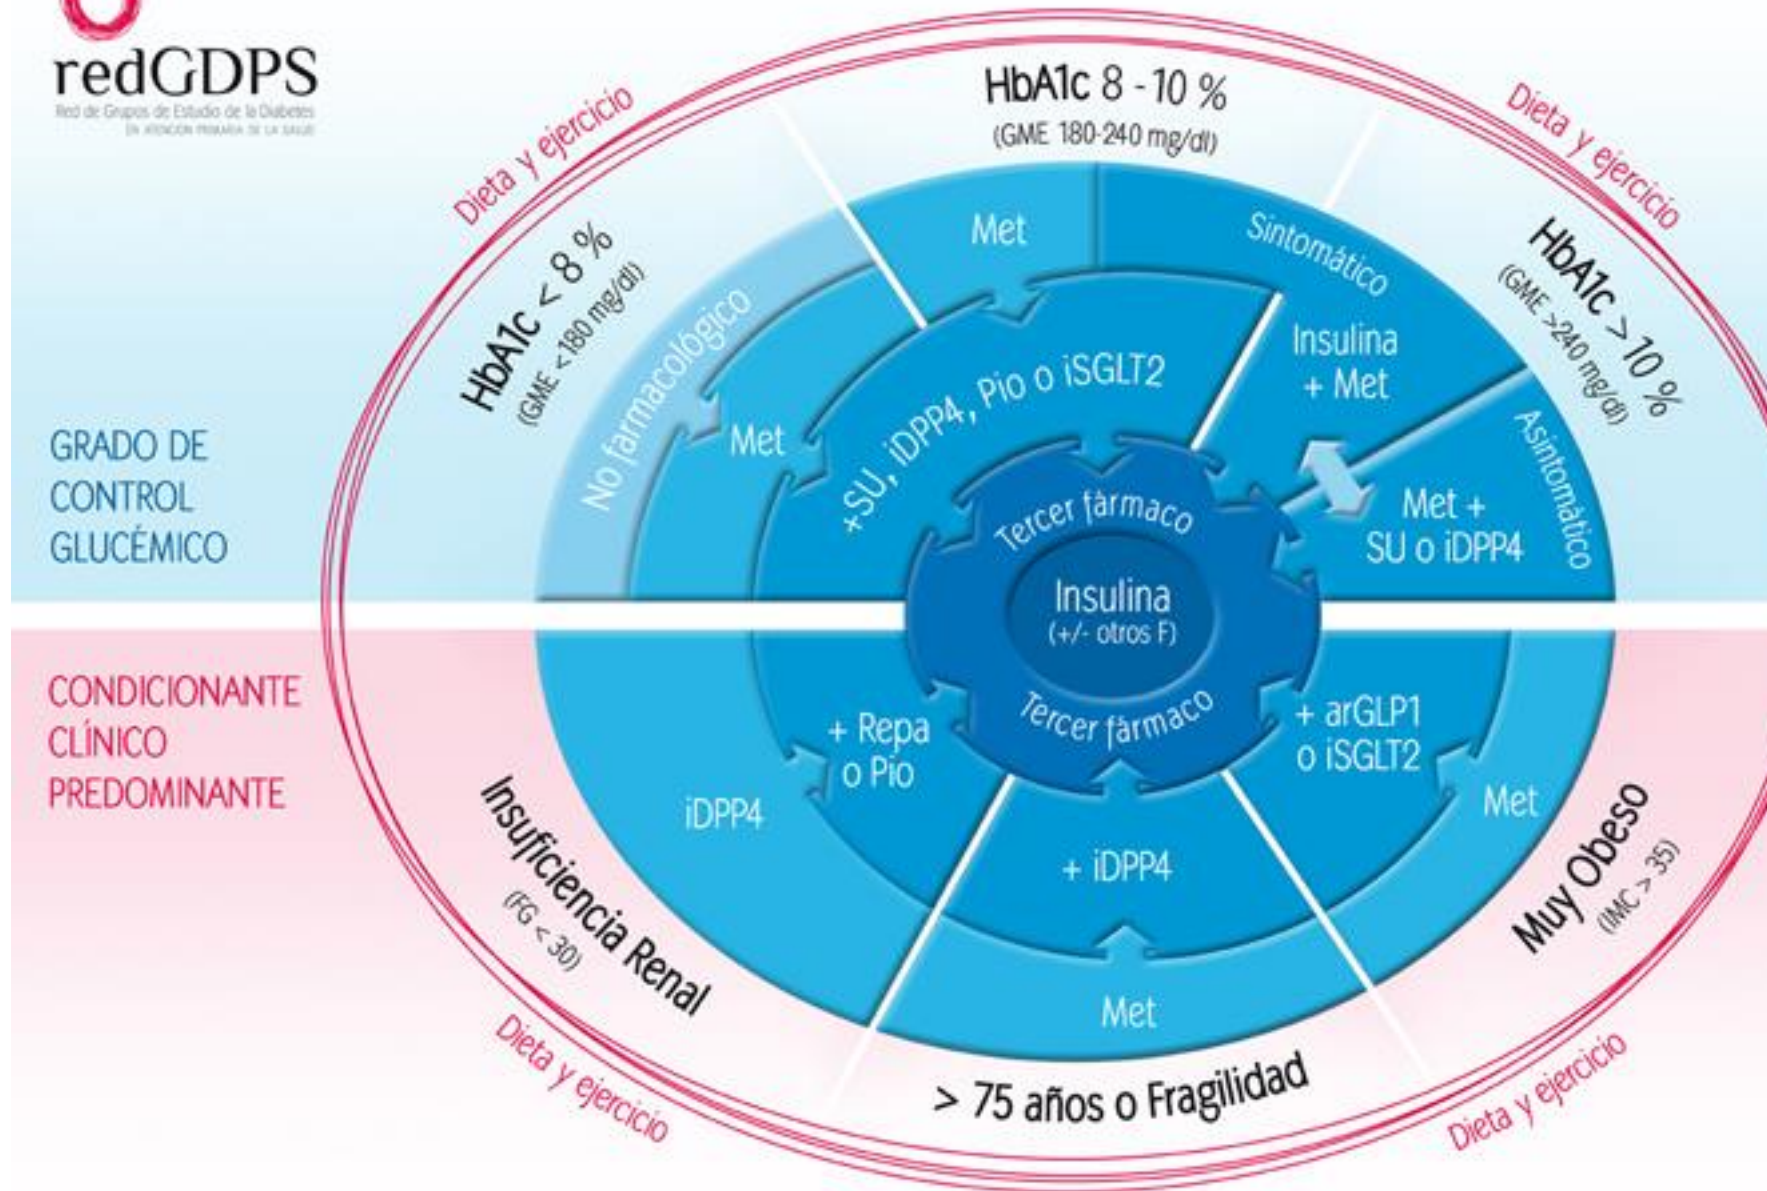 redGDPS
Red de Grupos de Estudio de la Diabetes
EN ATENCIÓN PRIMARIA DE LA SALUD
Dieta y ejercicio
HbA1c 8 - 10 %
(GME 180-240 mg/dl)
Dieta y ejercicio
HbA1c < 8 %
(GME <180 mg/dl)
HbA1c > 10 %
(GME >240 mg/dl)
No farmacológico
Met
Met
Sintomático
Insulina
+ Met
+SU, iDPP4, Pio o iSGLT2
Asintomático
Met +
SU o iDPP4
GRADO DE
CONTROL
GLUCÉMICO
Tercer fàrmaco
Insulina
(+/- otros F)
Tercer fàrmaco
CONDICIONANTE
CLÍNICO
PREDOMINANTE
iDPP4
+ Repa
o Pio
+ iDPP4
+ arGLP1
o iSGLT2
Met
Met
Insuficiencia Renal
(FG < 30)
> 75 años o Fragilidad
Muy Obeso
(IMC > 35)
Dieta y ejercicio
Dieta y ejercicio